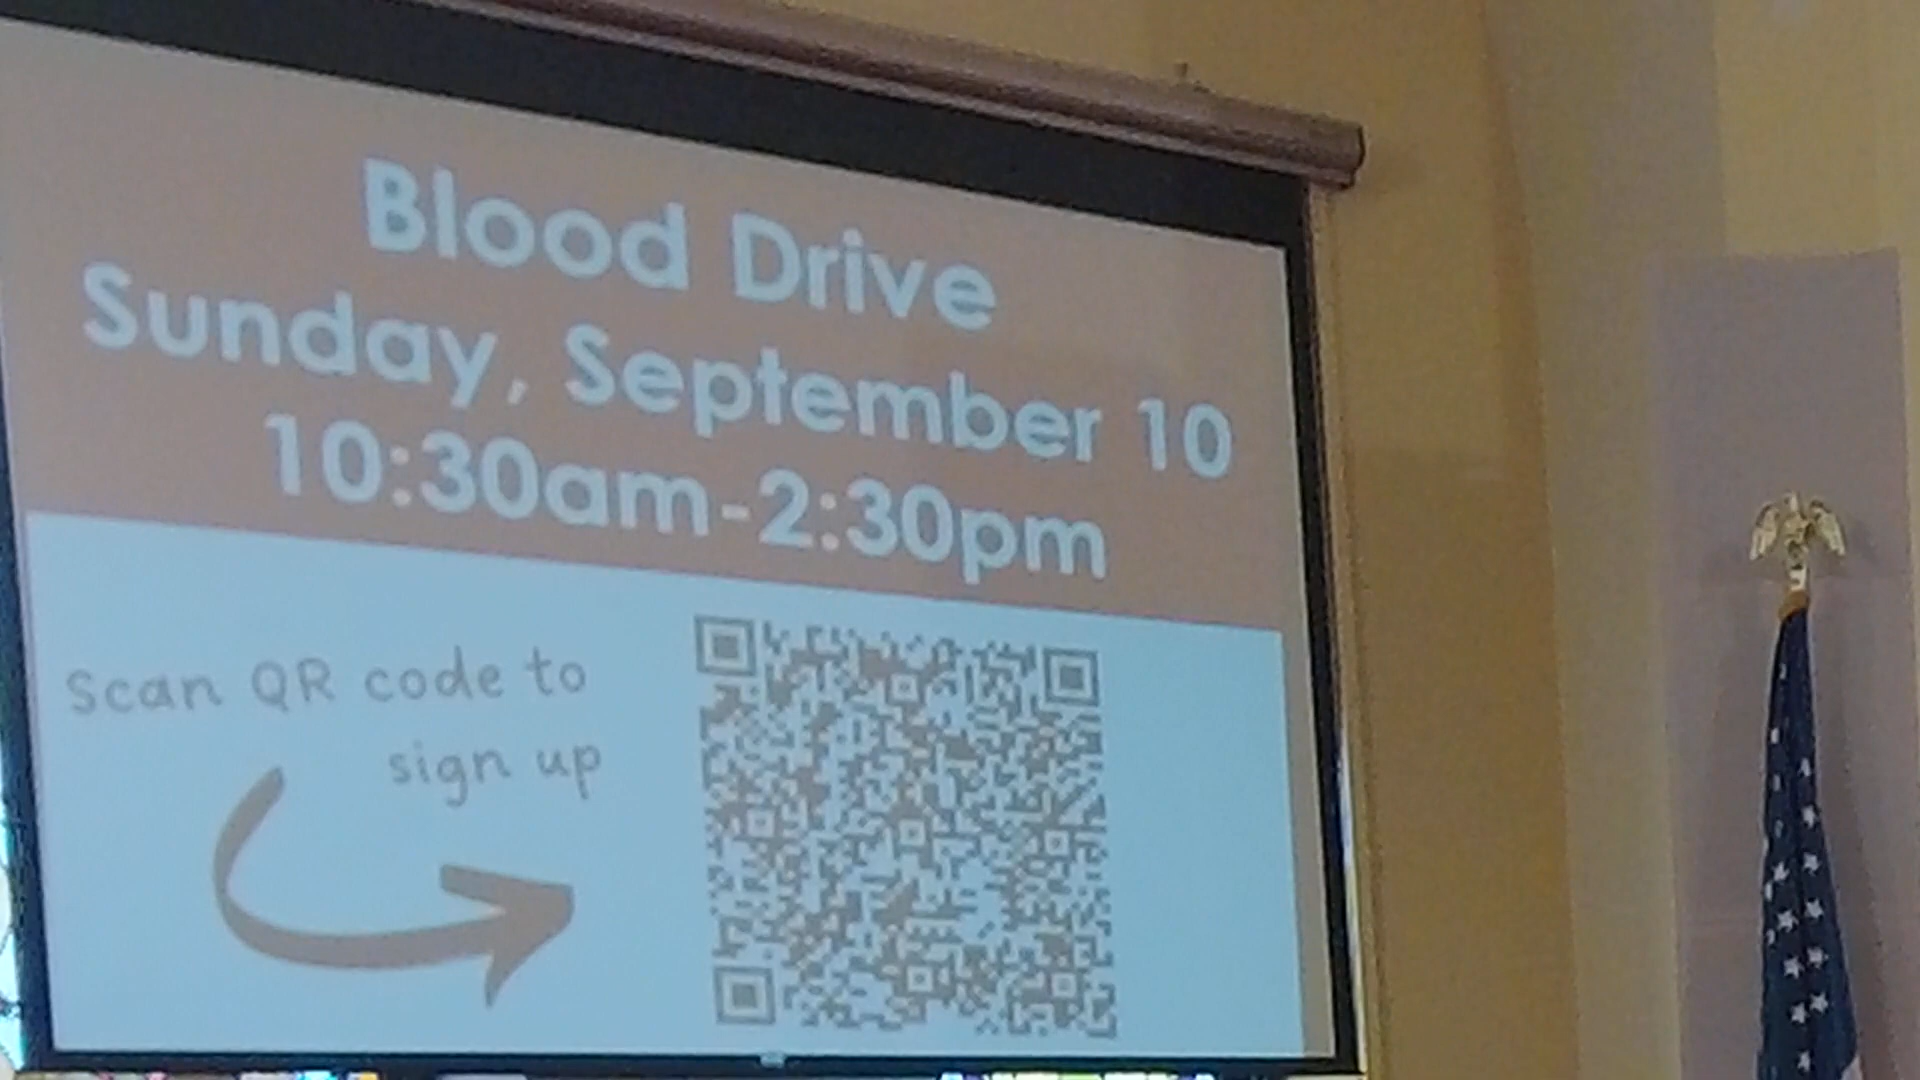 Blood Drive
Sunday, September 10
10:30am-2:30pm
Scan QR code to
sign up